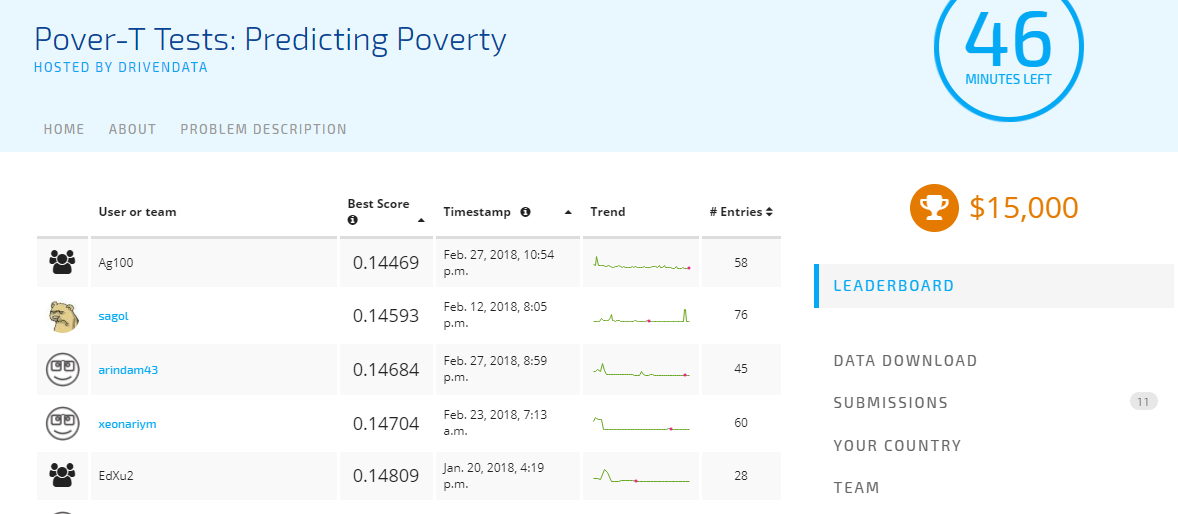 Pover-T Tests: Predicting Poverty
HOSTED BY DRIVENDATA
46
MINUTES LEFT
HOME ABOUT PROBLEM DESCRIPTION
User or team Best Score Timestamp Trend # Entries
Ag100 0.14469 Feb. 27, 2018, 10:54 p.m. 58
sagol 0.14593 Feb. 12, 2018, 8:05 p.m. 76
arindam43 0.14684 Feb. 27, 2018, 8:59 p.m. 45
xeonariym 0.14704 Feb. 23, 2018, 7:13 a.m. 60
EdXu2 0.14809 Jan. 20, 2018, 4:19 p.m. 28
$15,000
LEADERBOARD
DATA DOWNLOAD
SUBMISSIONS 11
YOUR COUNTRY
TEAM